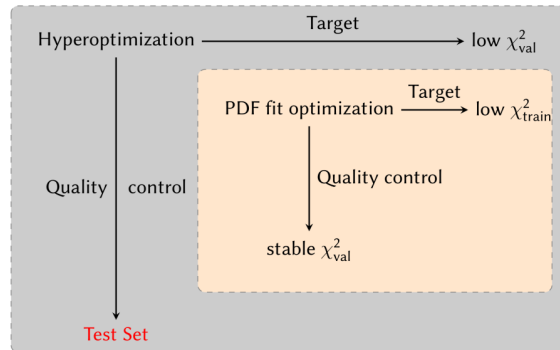 Target
Hyperoptimization
low χ²val
Target
PDF fit optimization
low χ²train
Quality control
Quality control
stable χ²val
Test Set